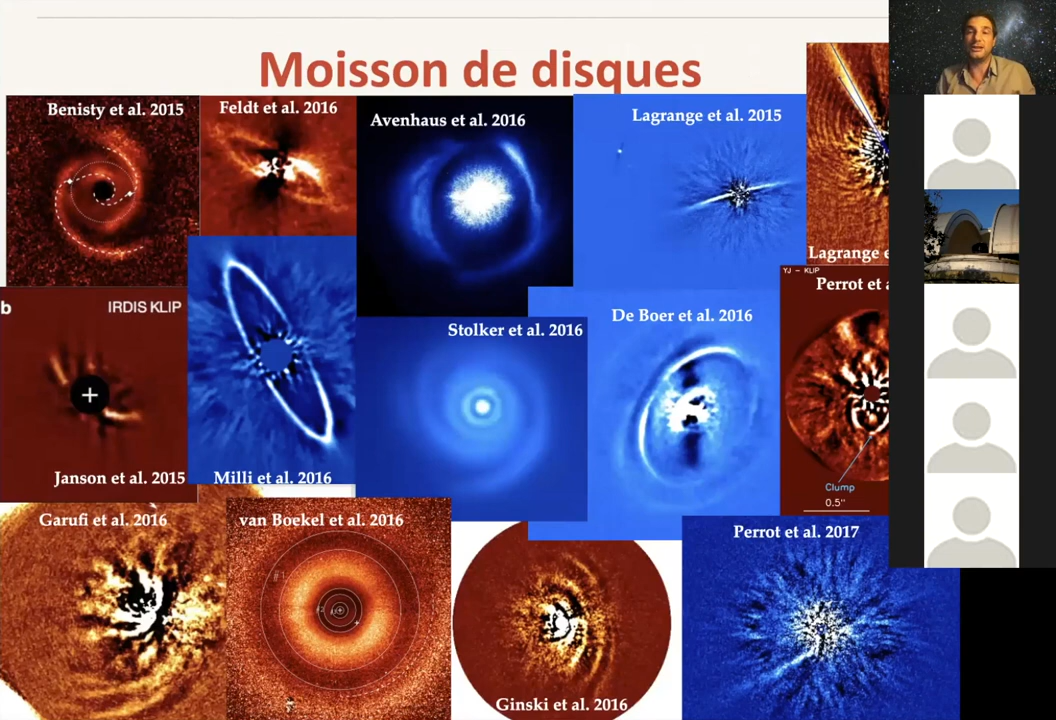 Moisson de disques
Benisty et al. 2015
Feldt et al. 2016
Avenhaus et al. 2016
Lagrange et al. 2015
Lagrange e
YJ – KLIP
Perrot et a
b
IRDIS KLIP
Stolker et al. 2016
De Boer et al. 2016
Janson et al. 2015
Milli et al. 2016
Clump
0.5"
Garufi et al. 2016
van Boekel et al. 2016
Perrot et al. 2017
#1
Ginski et al. 2016